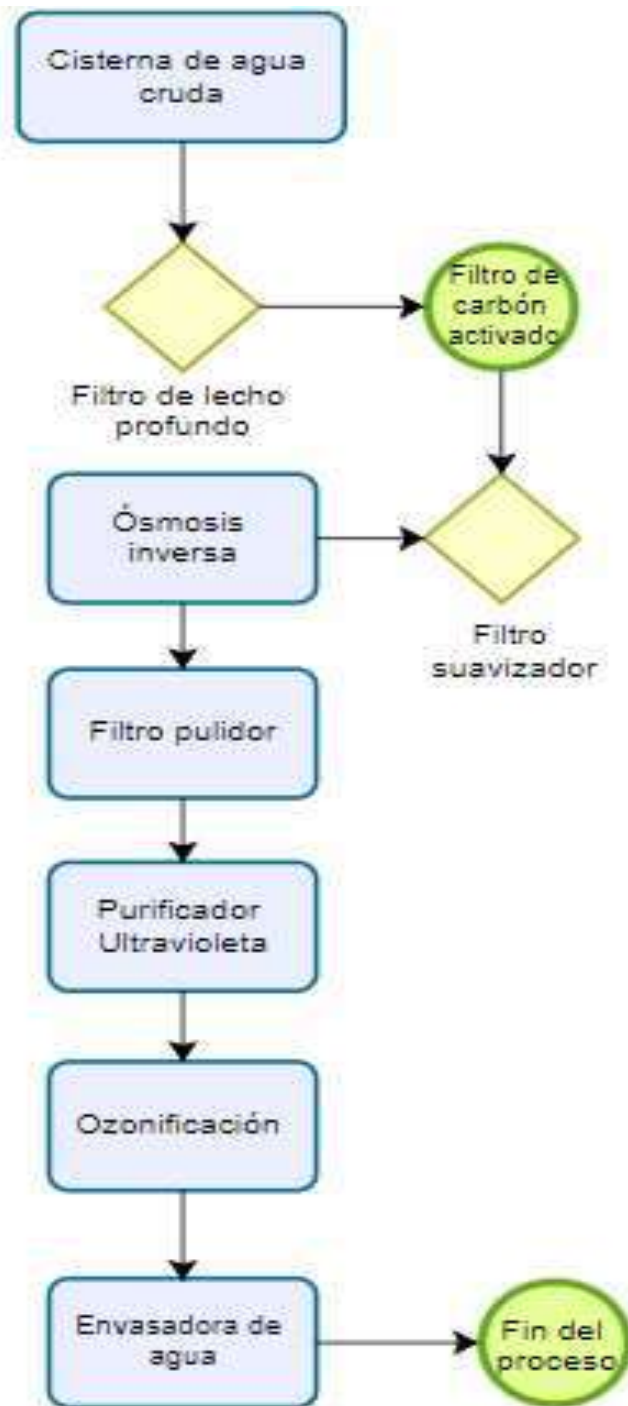 Cisterna de agua
cruda
Filtro de
carbón
activado
Filtro de lecho
profundo
Ósmosis
inversa
Filtro
suavizador
Filtro pulidor
Purificador
Ultravioleta
Ozonificación
Envasadora de
agua
Fin del
proceso